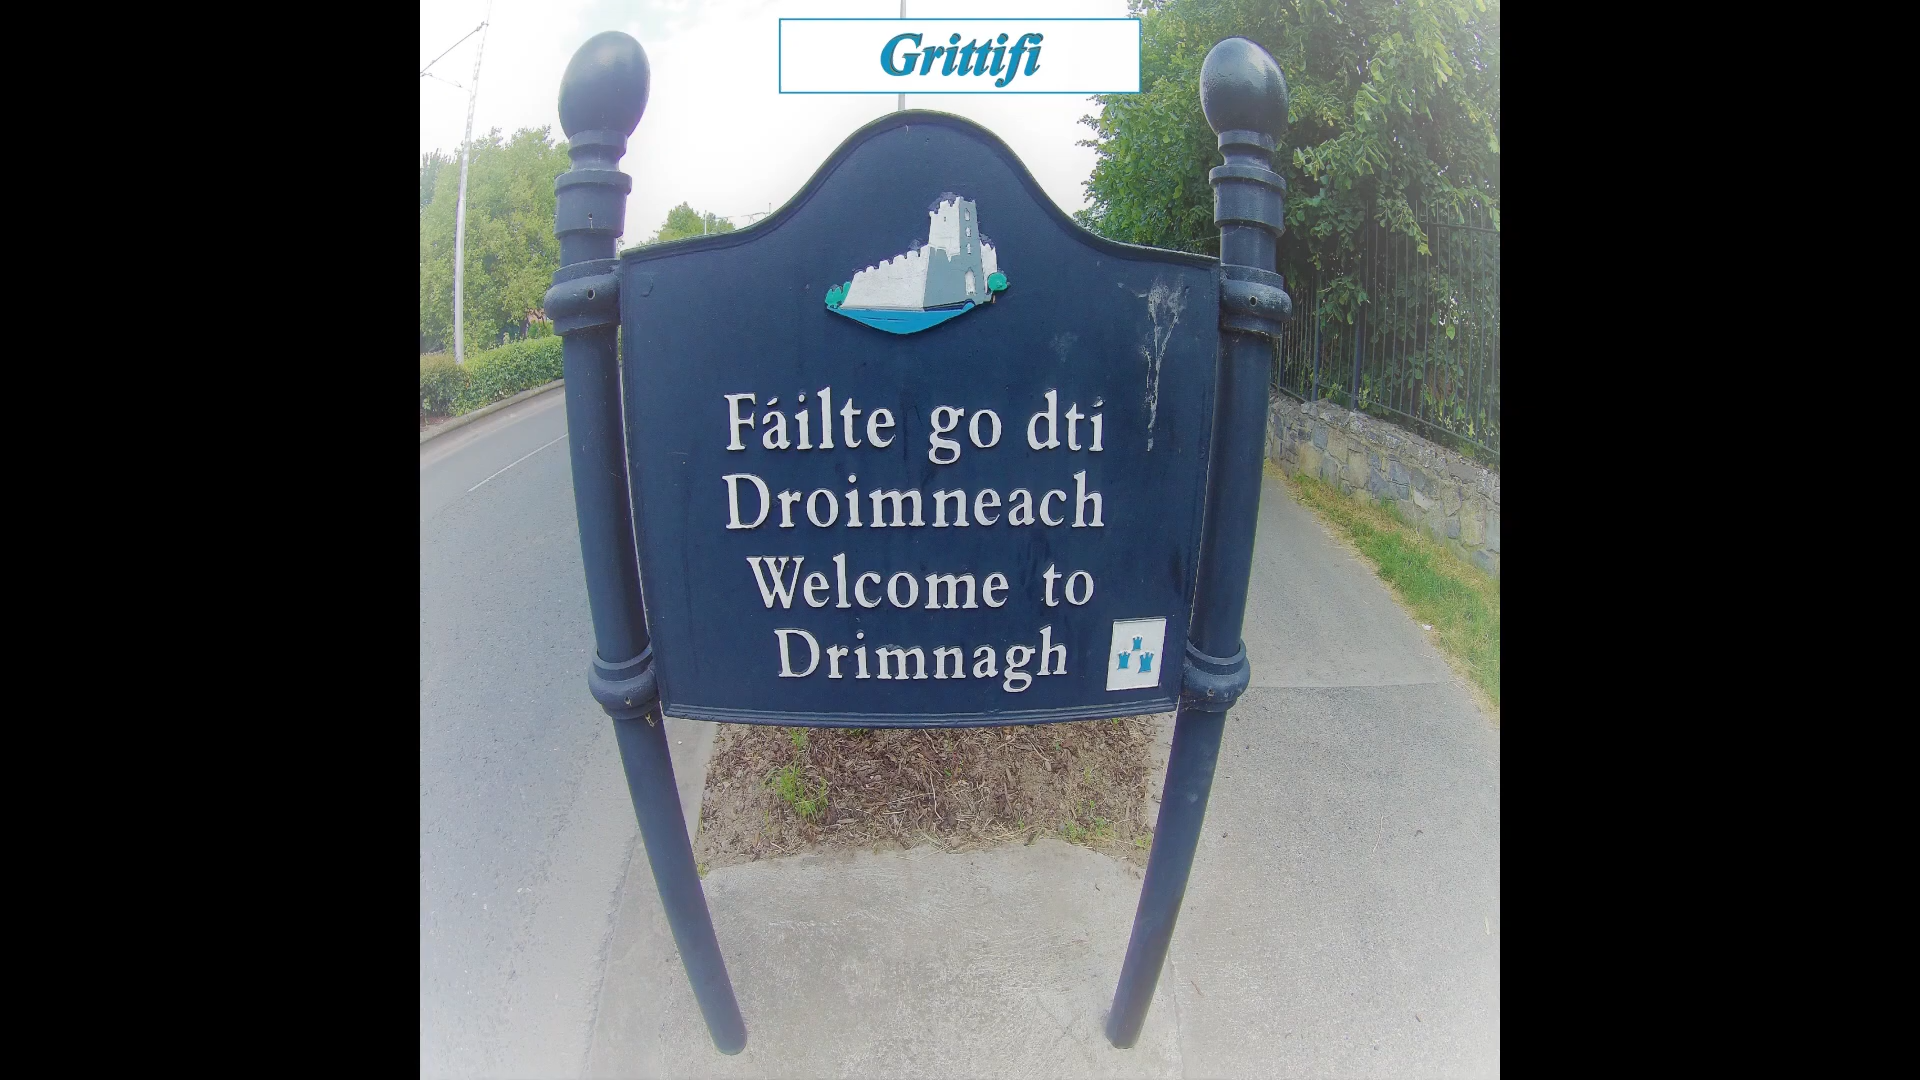 Grittifi
Fáilte go dtí
Droimneach
Welcome to
Drimnagh